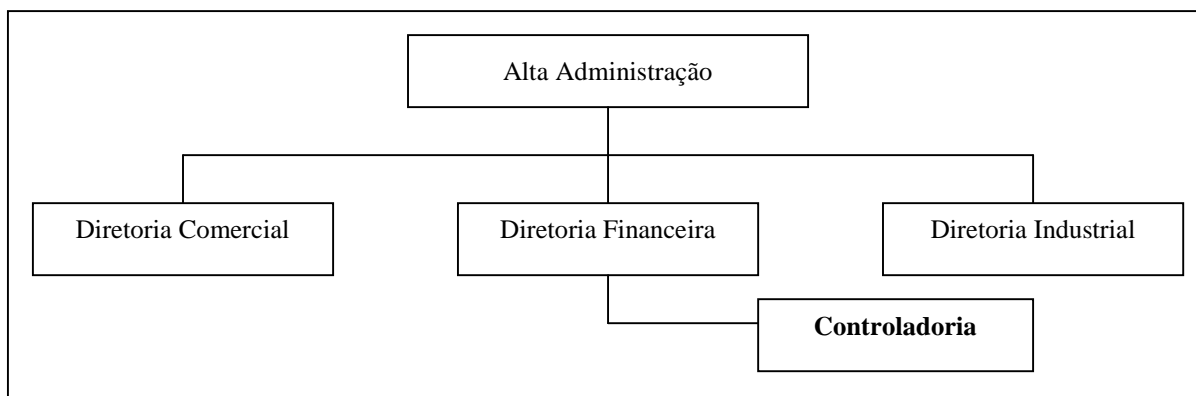 Alta Administração
Diretoria Comercial
Diretoria Financeira
Diretoria Industrial
Controladoria